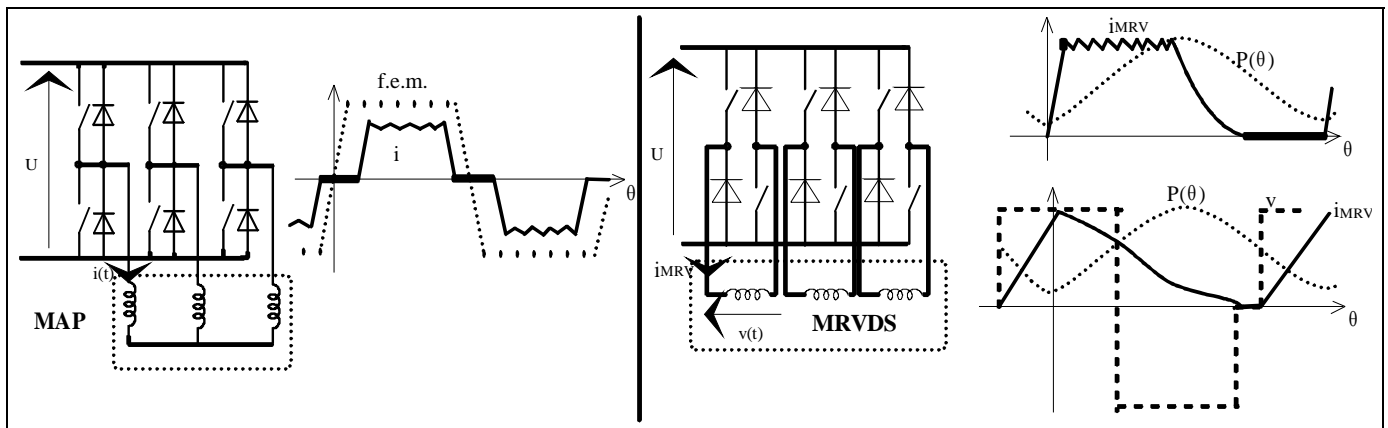 U
i(t)
MAP
f.e.m.
i
θ
U
iMRV
v(t)
MRVDS
iMRV
P(θ)
θ
P(θ)
v
iMRV
θ